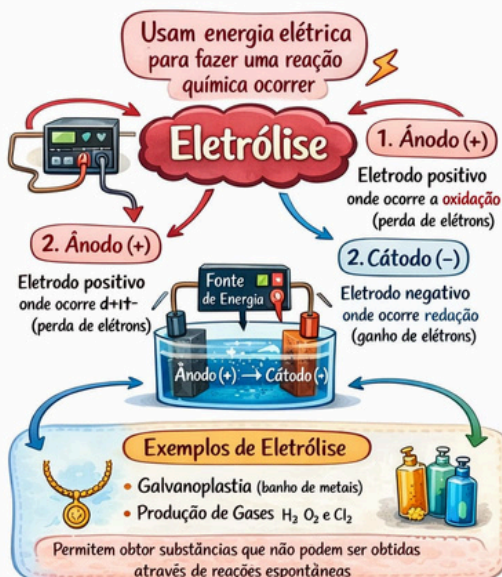 Usam energia elétrica
para fazer uma reação
química ocorrer
Eletrólise
1. Ánodo (+)
Eletrodo positivo
onde ocorre a oxidação
(perda de elétrons)
2. Ânodo (+)
Eletrodo positivo
onde ocorre d+ıt-
(perda de elétrons)
2. Cátodo (−)
Eletrodo negativo
onde ocorre redação
(ganho de elétrons)
Fonte
de Energia
Ânodo (+) → Cátodo (+)
Exemplos de Eletrólise
• Galvanoplastia (banho de metais)
• Produção de Gases H₂ O₂ e Cl₂
Permitem obtor substâncias que não podem ser obtidas
através de reações espontâneas